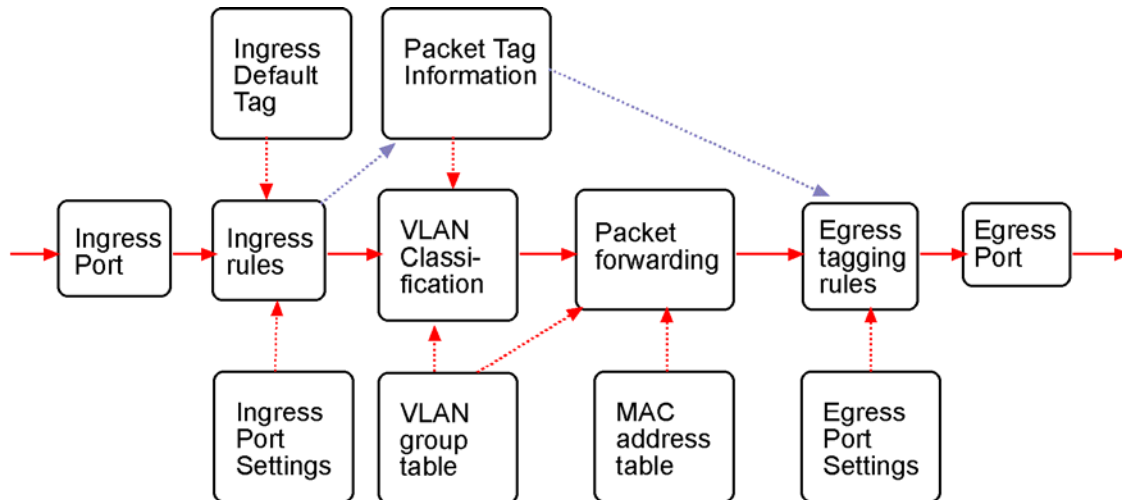 Ingress
Default
Tag
Packet Tag
Information
Ingress
Port
Ingress
rules
VLAN
Classi-
fication
Packet
forwarding
Egress
tagging
rules
Egress
Port
Ingress
Port
Settings
VLAN
group
table
MAC
address
table
Egress
Port
Settings